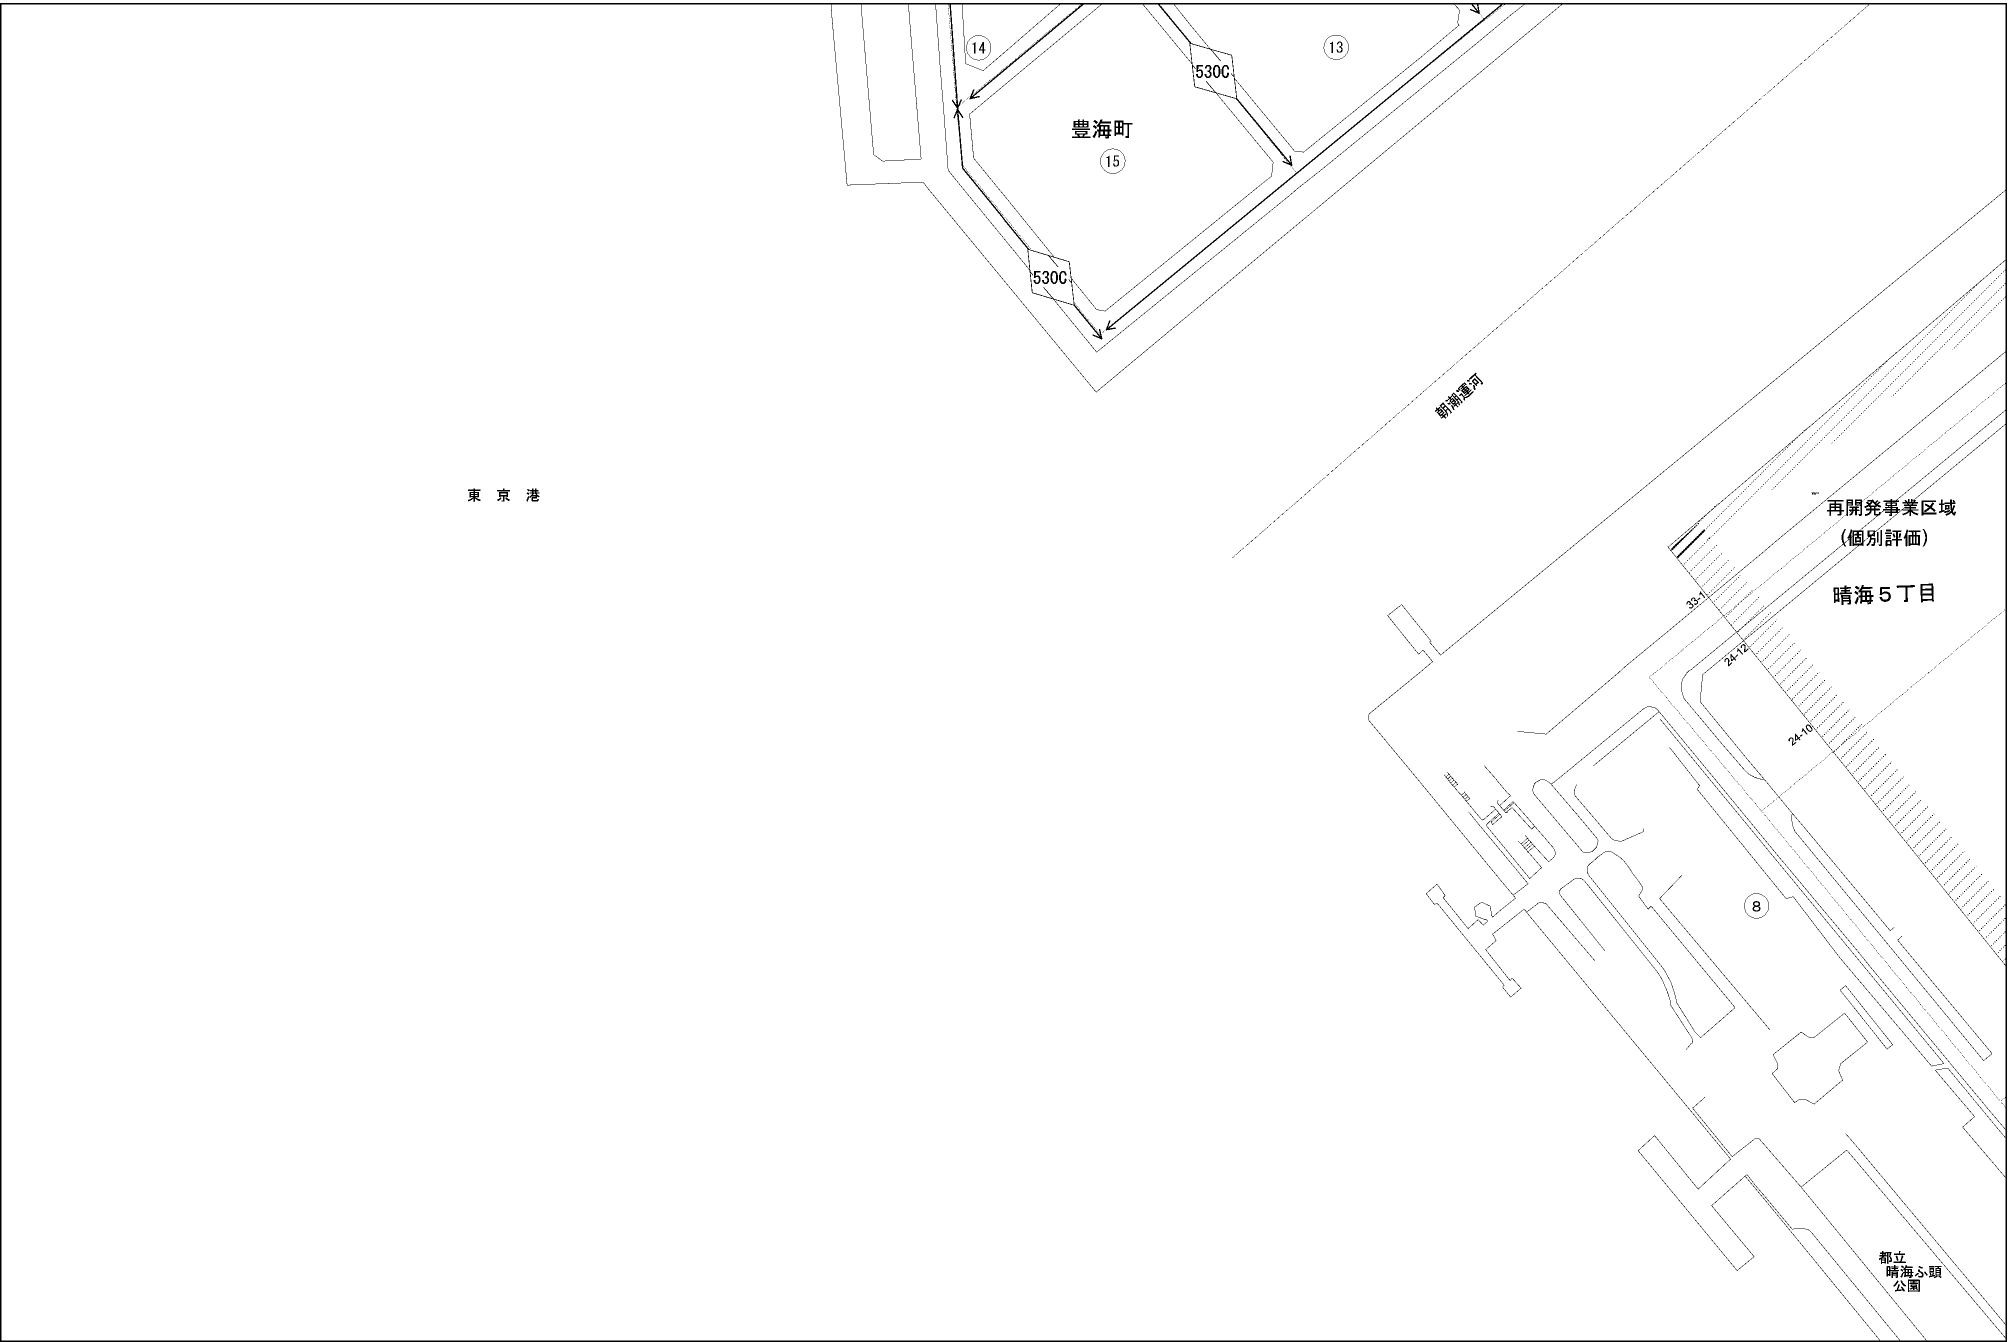 14
13
530C
豊海町
15
530C
朝潮運河
東京港
再開発事業区域
（個別評価）
晴海５丁目
33-1
24-12
24-10
8
都立
晴海ふ頭
公園